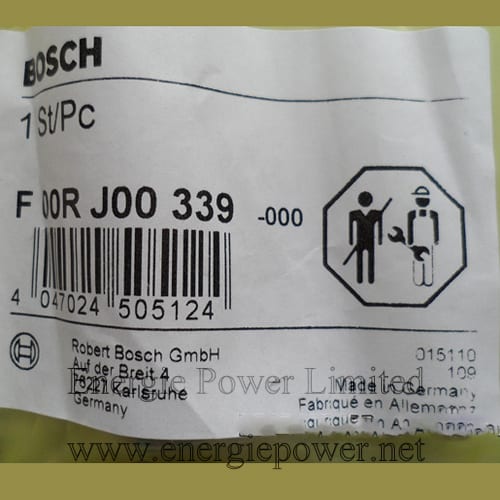 BOSCH
1 St/Pc
F 00R J00 339 -000
4 047024 505124
Robert Bosch GmbH
Auf der Breit 4
76227 Karlsruhe
Germany
015110
109
Made in Germany
Fabriqué en Allemagne
Energie Power Limited
www.energiepower.net